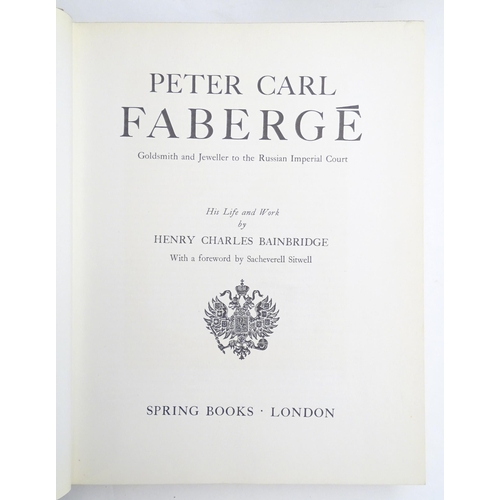 PETER CARL
FABERGÉ
Goldsmith and Jeweller to the Russian Imperial Court
His Life and Work
by
HENRY CHARLES BAINBRIDGE
With a foreword by Sacheverell Sitwell
SPRING BOOKS · LONDON